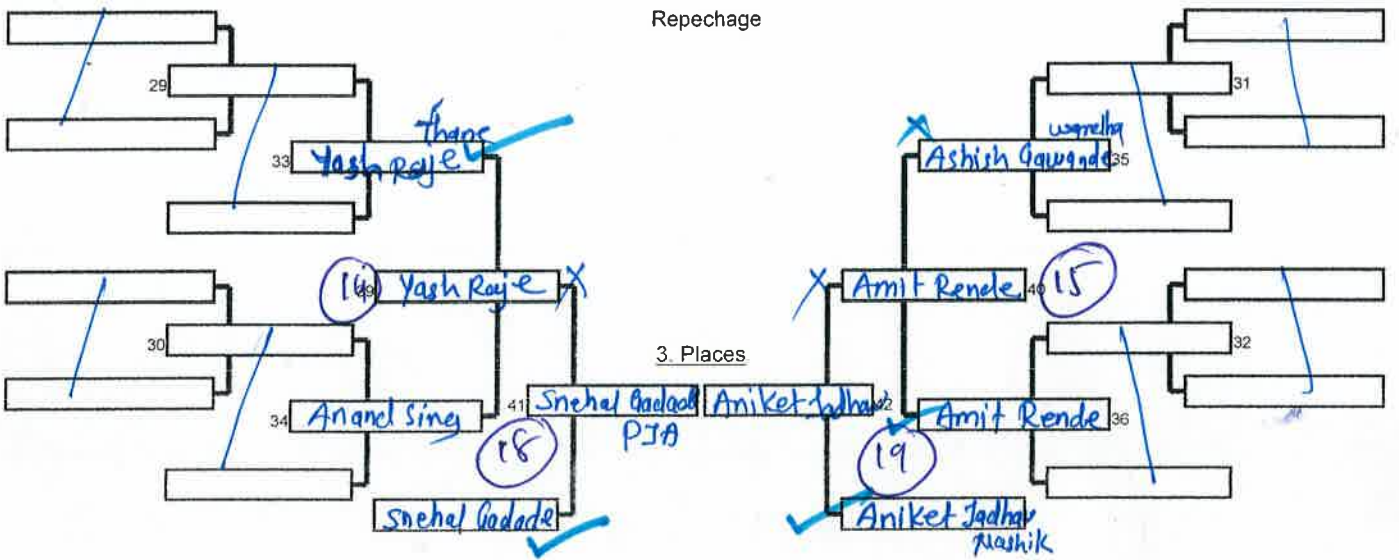 Repechage
29
31
Thane
33
Yash Raje
Ashish Gawande
35
16
Yash Raje
Amit Rende
40
15
30
32
3. Places
34
Anand Sing
41
Snehal Gadade
PJA
Aniket Jadhav
42
Amit Rende
36
18
19
Snehal Gadade
Aniket Jadhav
Nashik